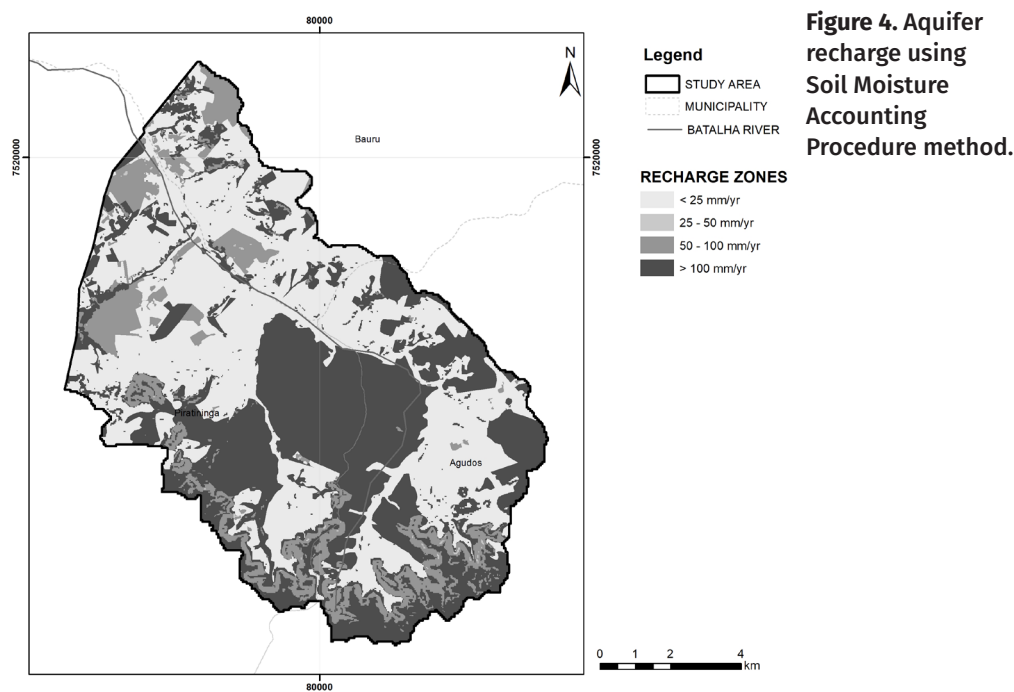 80000
N
Bauru
7520000
7520000
Piratininga
Agudos
80000
Legend
STUDY AREA
MUNICIPALITY
BATALHA RIVER
RECHARGE ZONES
< 25 mm/yr
25 - 50 mm/yr
50 - 100 mm/yr
> 100 mm/yr
0 1 2 4
km
Figure 4. Aquifer
recharge using
Soil Moisture
Accounting
Procedure method.